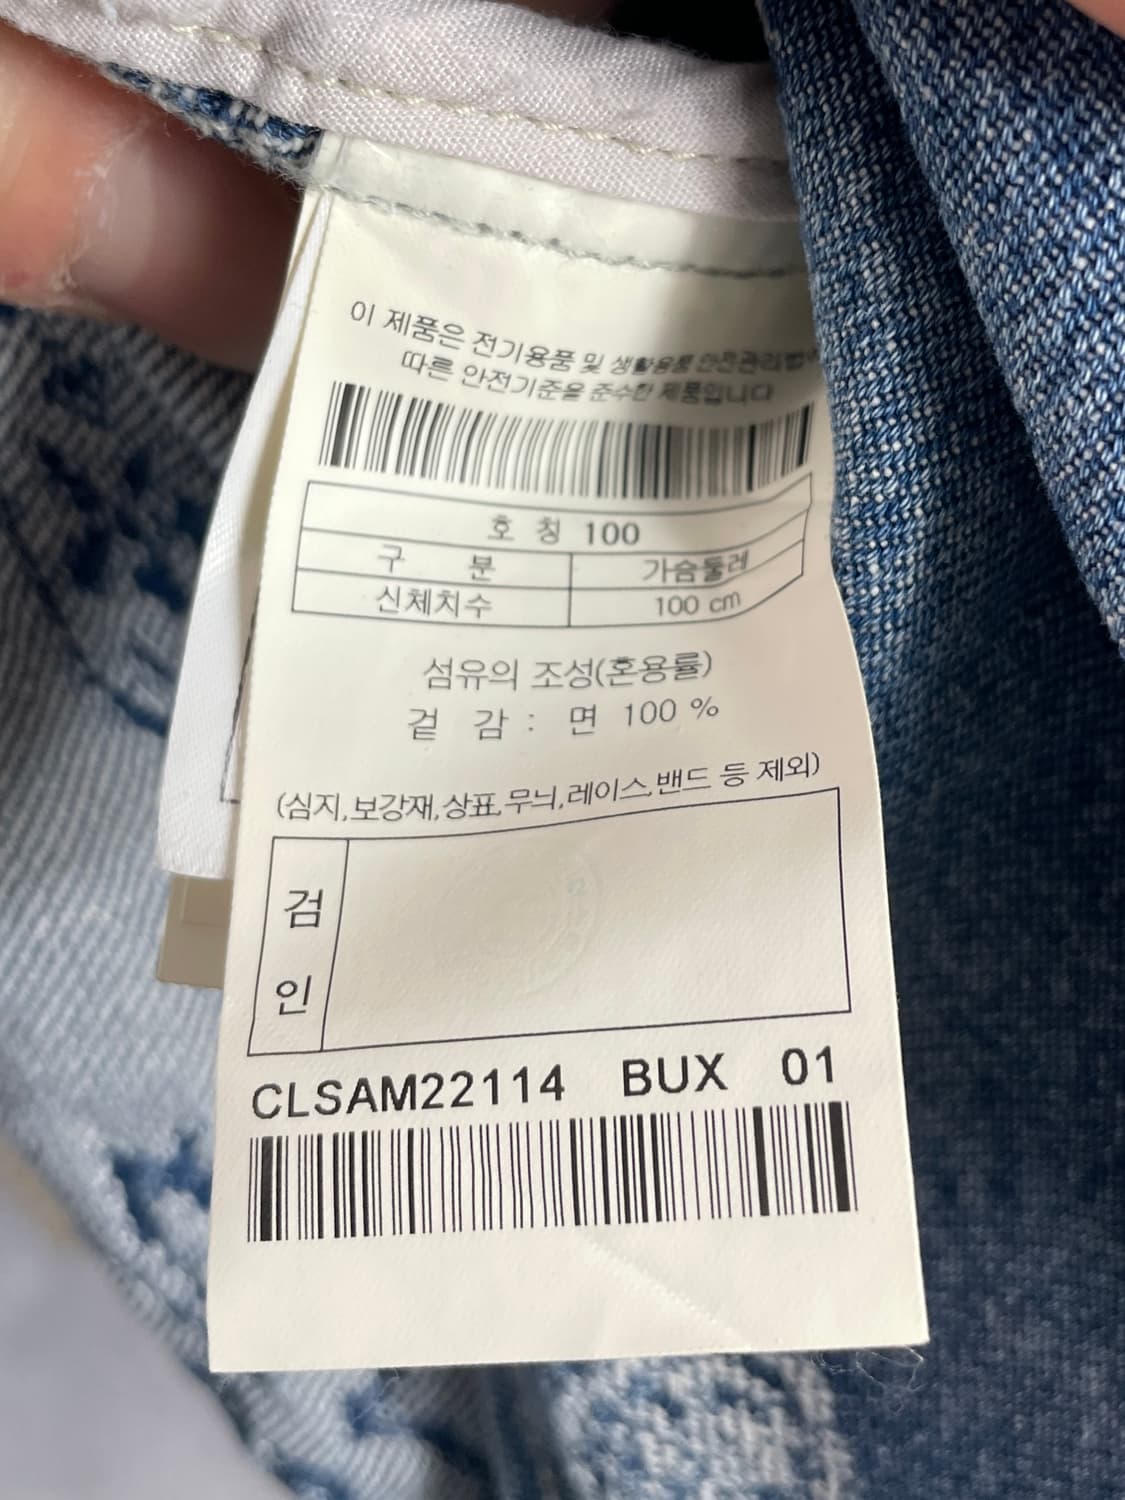 이 제품은 전기용품 및 생활용품 안전관리법에
따른 안전기준을 준수한 제품입니다
호 칭 100
구 분 가슴둘레
신체치수 100 cm
섬유의 조성(혼용률)
겉 감 : 면 100 %
(심지,보강재,상표,무늬,레이스,밴드 등 제외)
검
인
CLSAM22114 BUX 01